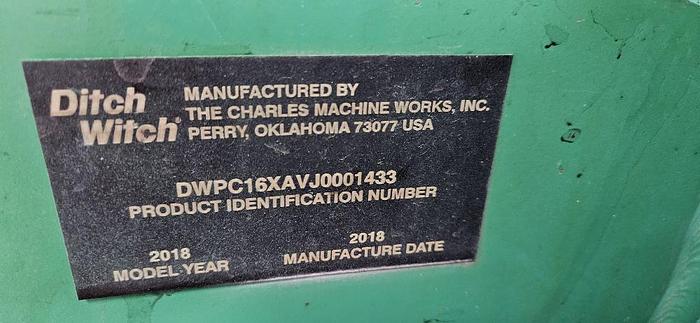 Ditch Witch®
MANUFACTURED BY
THE CHARLES MACHINE WORKS, INC.
PERRY, OKLAHOMA 73077 USA
DWPC16XAVJ0001433
PRODUCT IDENTIFICATION NUMBER
2018
MODEL YEAR
2018
MANUFACTURE DATE